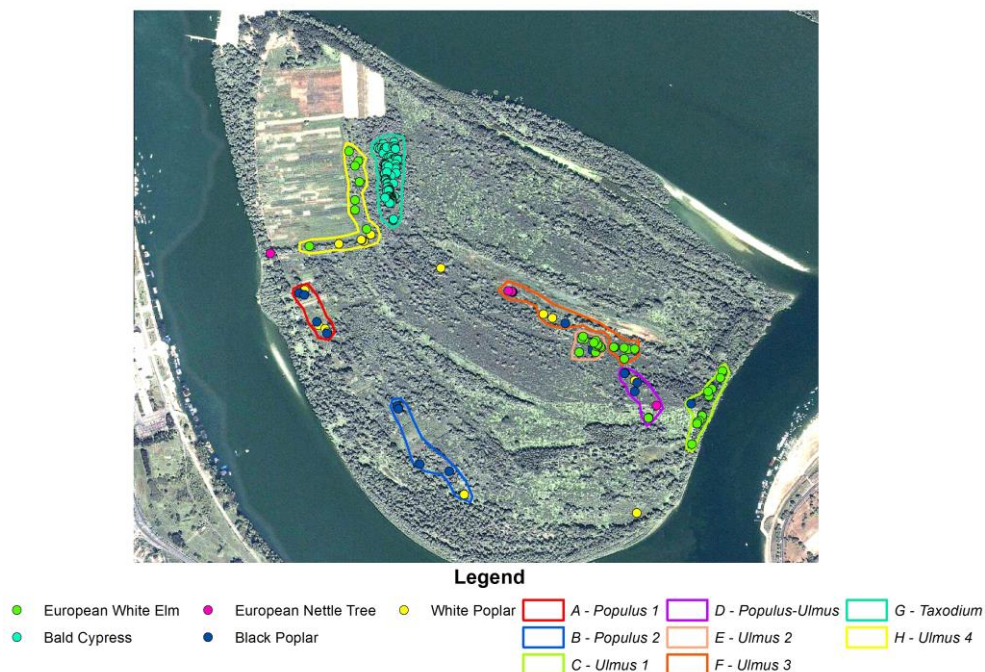 Legend
European White Elm European Nettle Tree White Poplar A - Populus 1 D - Populus-Ulmus G - Taxodium
Bald Cypress Black Poplar B - Populus 2 E - Ulmus 2 H - Ulmus 4
C - Ulmus 1 F - Ulmus 3